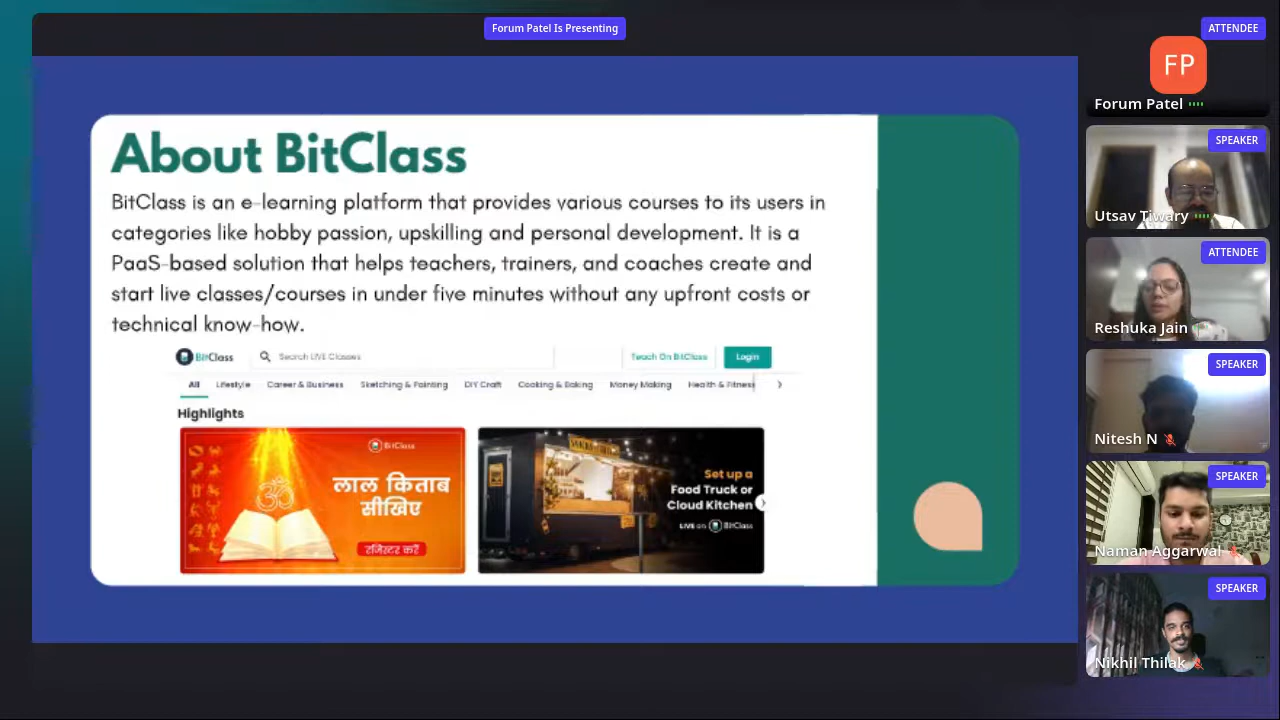 Forum Patel Is Presenting
About BitClass
BitClass is an e-learning platform that provides various courses to its users in
categories like hobby passion, upskilling and personal development. It is a
PaaS-based solution that helps teachers, trainers, and coaches create and
start live classes/courses in under five minutes without any upfront costs or
technical know-how.
BitClass
Search LIVE Classes
Teach On BitClass
Login
All Lifestyle Career & Business Sketching & Painting DIY Craft Cooking & Baking Money Making Health & Fitness
Highlights
BitClass
ॐ
लाल किताब
सीखिए
रजिस्टर करें
Set up a
Food Truck or
Cloud Kitchen
LIVE on BitClass
ATTENDEE
FP
Forum Patel
SPEAKER
Utsav Tiwary
ATTENDEE
Reshuka Jain
SPEAKER
Nitesh N
SPEAKER
Naman Aggarwal
SPEAKER
Nikhil Thilak